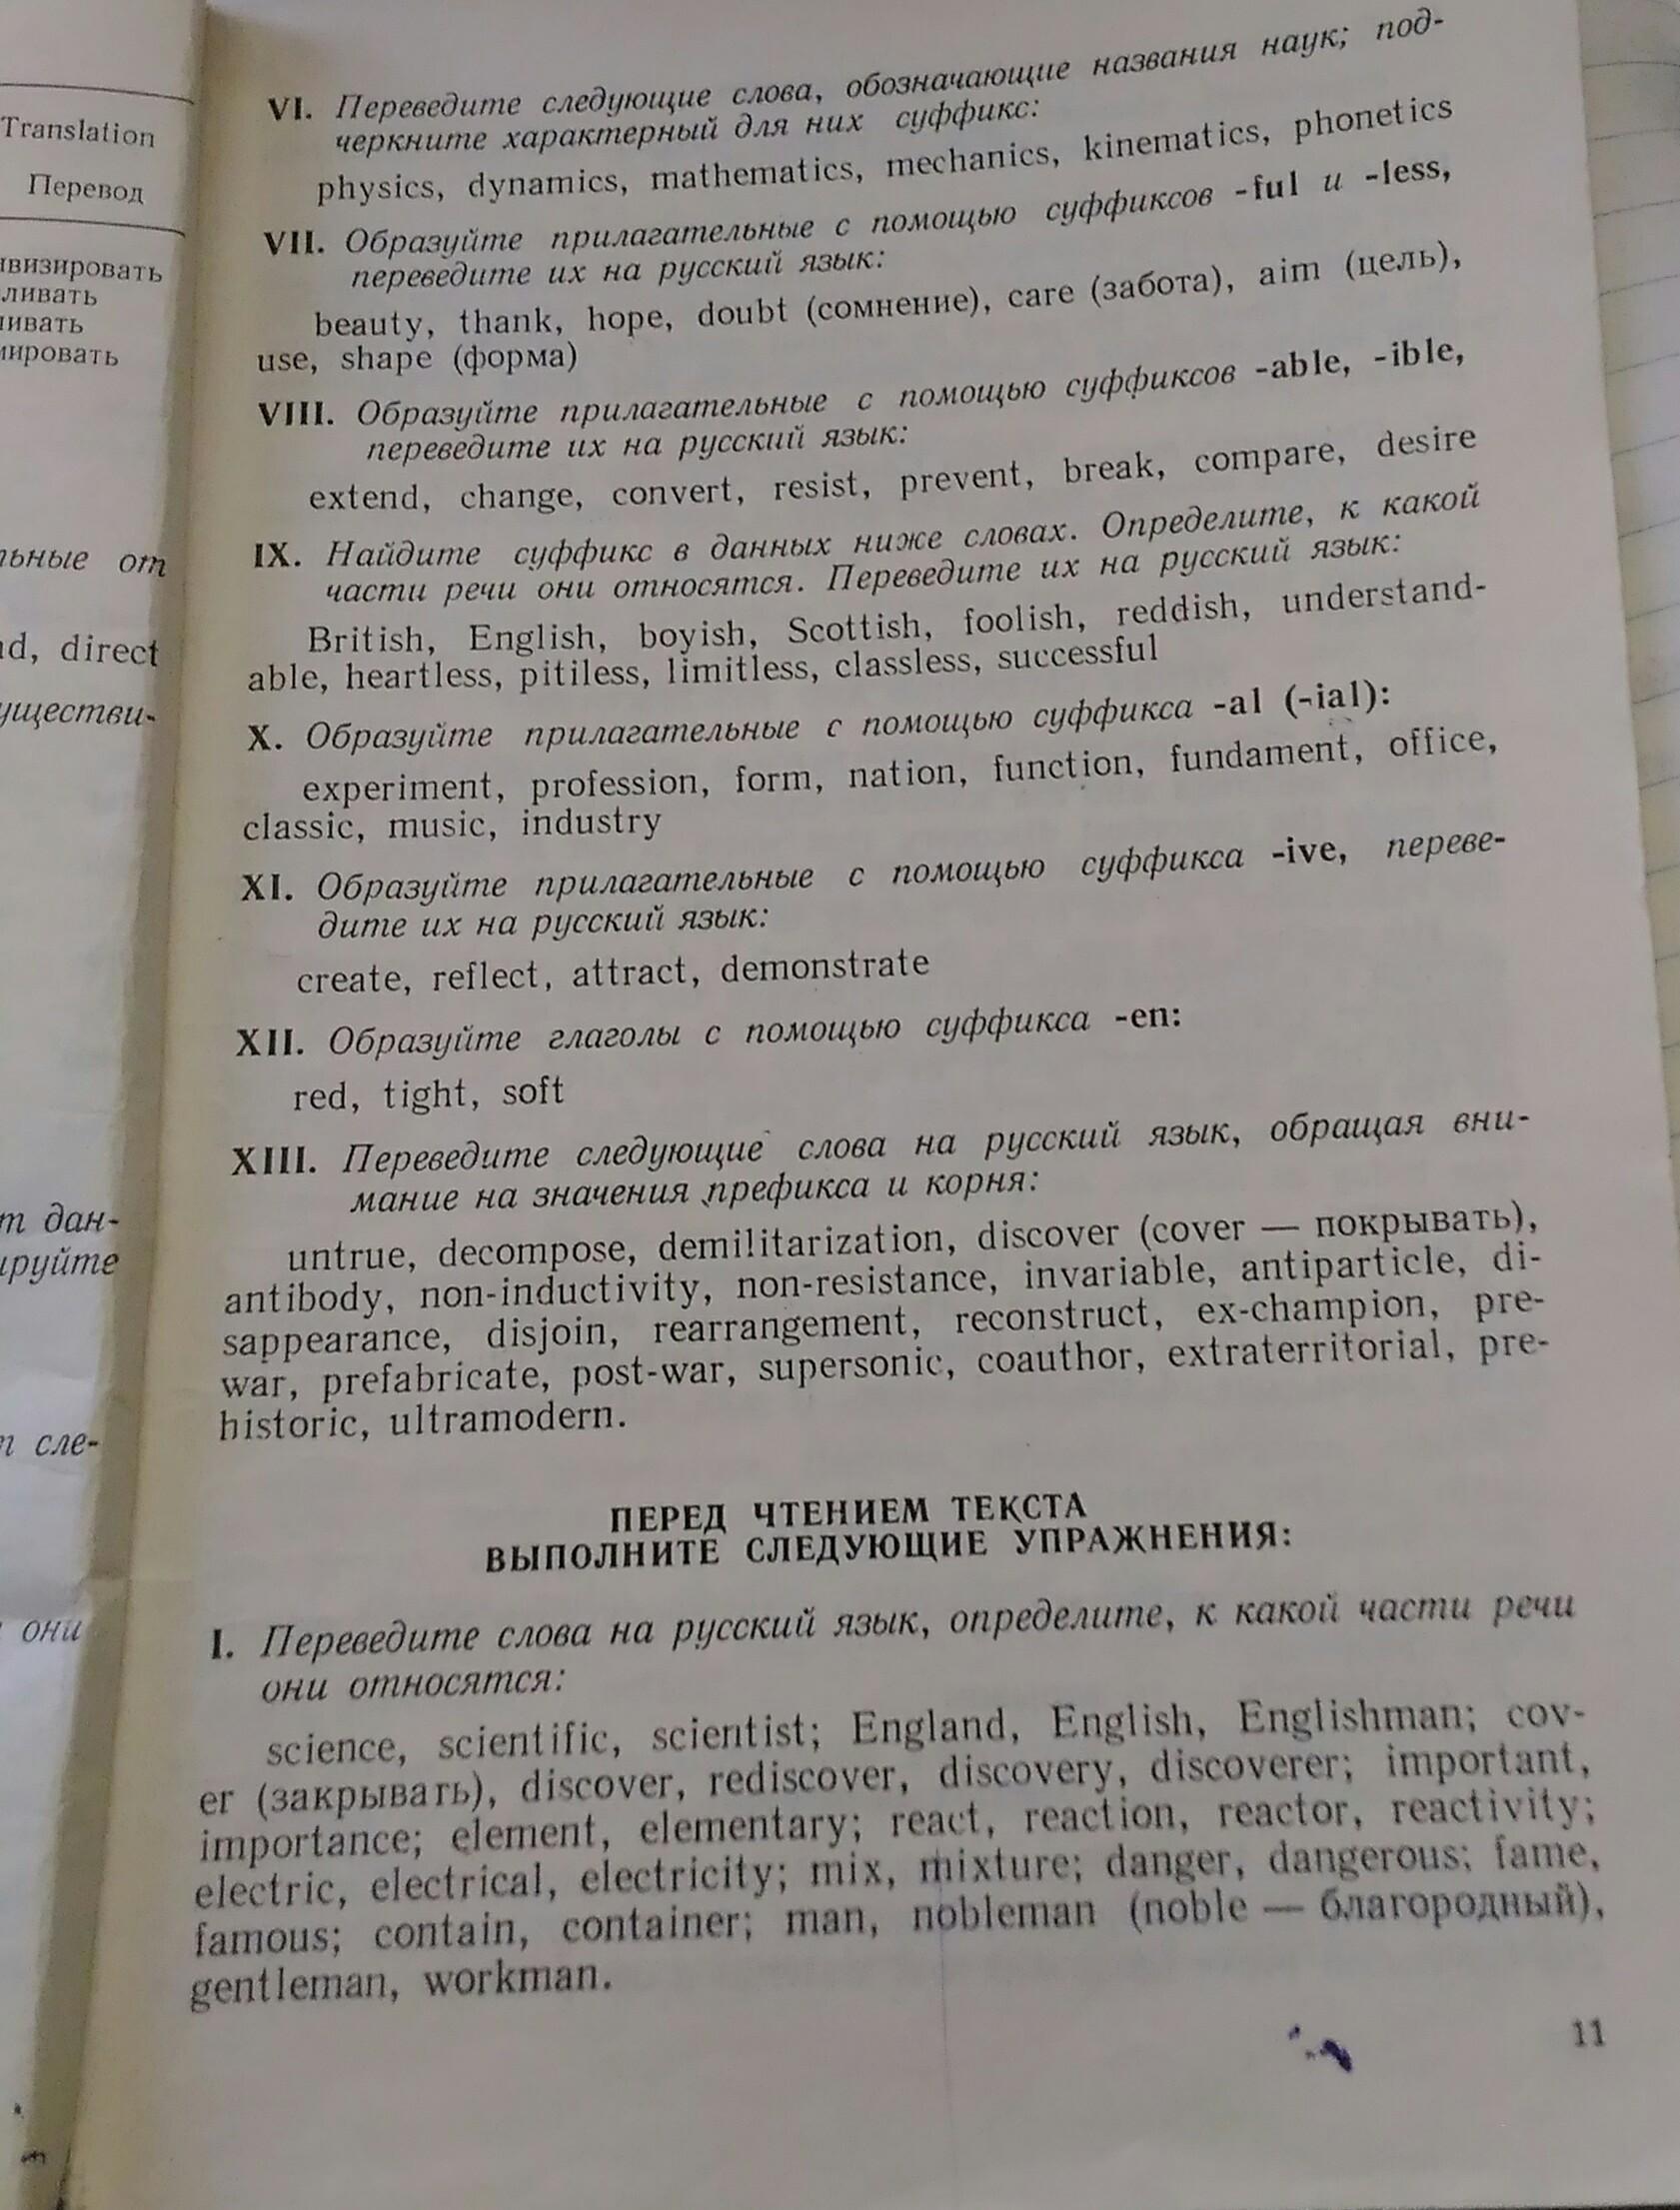 Translation
Перевод
ливать
direct
от
они
VI. Переведите следующие слова, обозначающие названия наук; под-
черкните характерный для них суффикс:
physics, dynamics, mathematics, mechanics, kinematics, phonetics
VII. Образуйте прилагательные с помощью суффиксов -ful и -less,
переведите их на русский язык:
beauty, thank, hope, doubt (сомнение), care (забота), aim (цель),
use, shape (форма)
VIII. Образуйте прилагательные с помощью суффиксов -able, -ible,
переведите их на русский язык:
extend, change, convert, resist, prevent, break, compare, desire
IX. Найдите суффикс в данных ниже словах. Определите, к какой
части речи они относятся. Переведите их на русский язык:
British, English, boyish, Scottish, foolish, reddish, understand-
able, heartless, pitiless, limitless, classless, successful
X. Образуйте прилагательные с помощью суффикса -al (-ial):
experiment, profession, form, nation, function, fundament, office,
classic, music, industry
XI. Образуйте прилагательные с помощью суффикса -ive, переве-
дите их на русский язык:
create, reflect, attract, demonstrate
XII. Образуйте глаголы с помощью суффикса -en:
red, tight, soft
XIII. Переведите следующие слова на русский язык, обращая вни-
мание на значения префикса и корня:
untrue, decompose, demilitarization, discover (cover — покрывать),
antibody, non-inductivity, non-resistance, invariable, antiparticle, di-
sappearance, disjoin, rearrangement, reconstruct, ex-champion, pre-
war, prefabricate, post-war, supersonic, coauthor, extraterritorial, pre-
historic, ultramodern.
ПЕРЕД ЧТЕНИЕМ ТЕКСТА
ВЫПОЛНИТЕ СЛЕДУЮЩИЕ УПРАЖНЕНИЯ:
I. Переведите слова на русский язык, определите, к какой части речи
они относятся:
science, scientific, scientist; England, English, Englishman; cov-
er (закрывать), discover, rediscover, discovery, discoverer; important,
importance; element, elementary; react, reaction, reactor, reactivity;
electric, electrical, electricity; mix, mixture; danger, dangerous; fame,
famous; contain, container; man, nobleman (noble — благородный),
gentleman, workman.
11